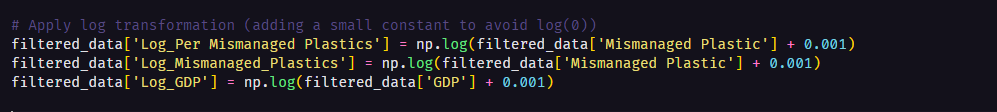 # Apply log transformation (adding a small constant to avoid log(0))
filtered_data['Log_Per Mismanaged Plastics'] = np.log(filtered_data['Mismanaged Plastic'] + 0.001)
filtered_data['Log_Mismanaged_Plastics'] = np.log(filtered_data['Mismanaged Plastic'] + 0.001)
filtered_data['Log_GDP'] = np.log(filtered_data['GDP'] + 0.001)